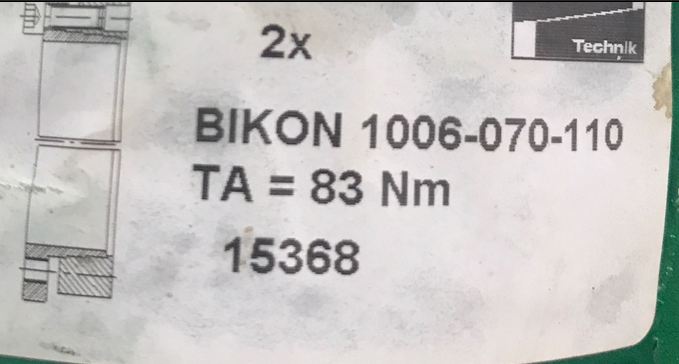 2x
Technik
BIKON 1006-070-110
TA = 83 Nm
15368